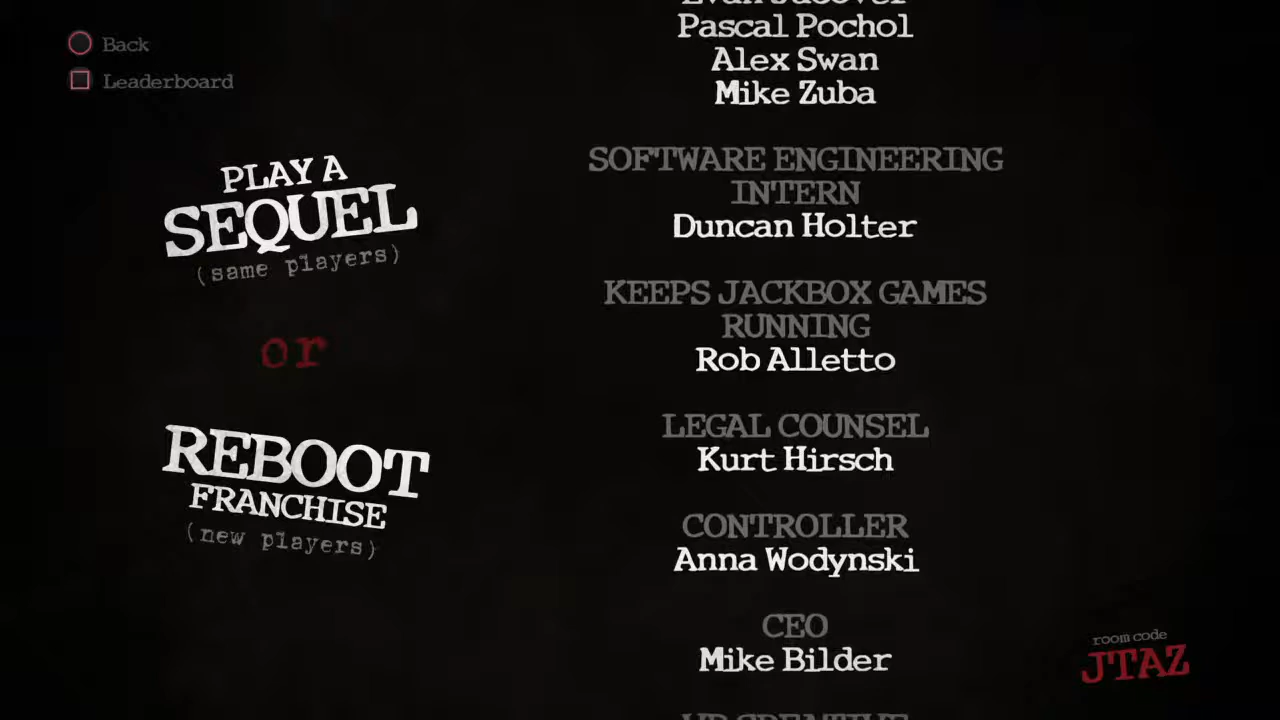 Back
Leaderboard
PLAY A
SEQUEL
(same players)
or
REBOOT
FRANCHISE
(new players)
Pascal Pochol
Alex Swan
Mike Zuba
SOFTWARE ENGINEERING
INTERN
Duncan Holter
KEEPS JACKBOX GAMES
RUNNING
Rob Alletto
LEGAL COUNSEL
Kurt Hirsch
CONTROLLER
Anna Wodynski
CEO
Mike Bilder
room code
JTAZ